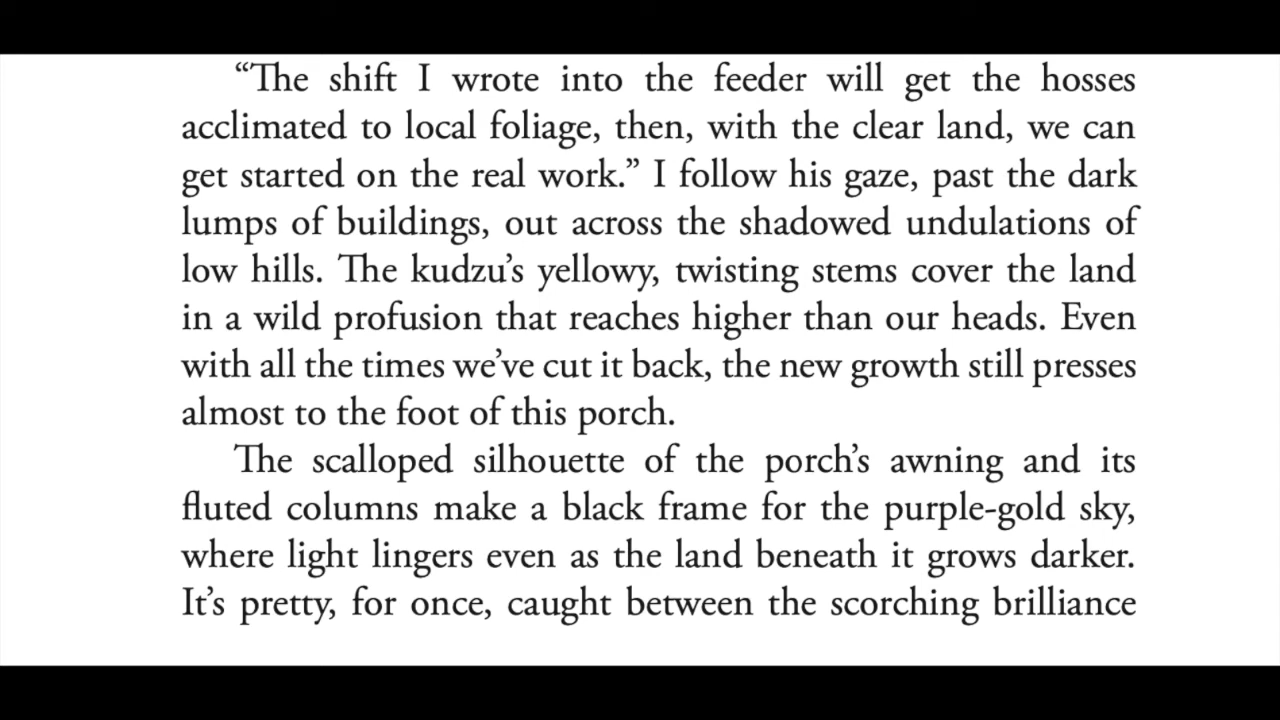 “The shift I wrote into the feeder will get the hosses
acclimated to local foliage, then, with the clear land, we can
get started on the real work.” I follow his gaze, past the dark
lumps of buildings, out across the shadowed undulations of
low hills. The kudzu’s yellowy, twisting stems cover the land
in a wild profusion that reaches higher than our heads. Even
with all the times we’ve cut it back, the new growth still presses
almost to the foot of this porch.
The scalloped silhouette of the porch’s awning and its
fluted columns make a black frame for the purple-gold sky,
where light lingers even as the land beneath it grows darker.
It’s pretty, for once, caught between the scorching brilliance